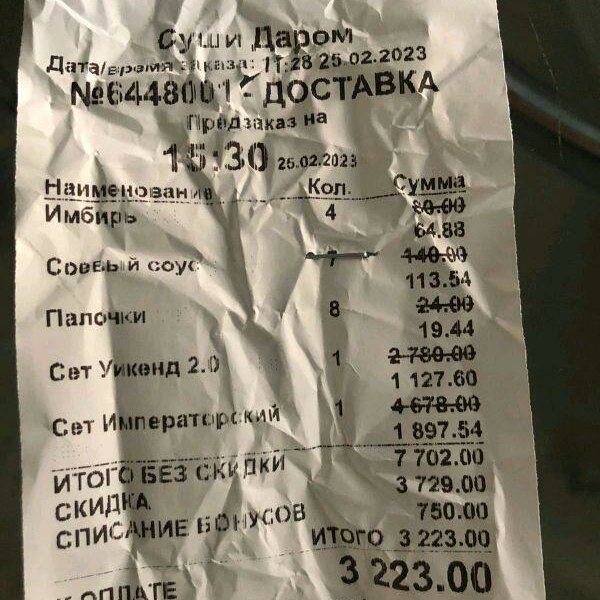 Суши Даром
Дата/время заказа: 11:28 25.02.2023
№6448001 - ДОСТАВКА
Предзаказ на
15:30 25.02.2023
Наименование Кол. Сумма
Имбирь 4 80.00
64.88
Соевый соус 7 140.00
113.54
Палочки 8 24.00
19.44
Сет Уикенд 2.0 1 2 780.00
1 127.60
Сет Императорский 1 4 678.00
1 897.54
ИТОГО БЕЗ СКИДКИ 7 702.00
СКИДКА 3 729.00
СПИСАНИЕ БОНУСОВ 750.00
ИТОГО 3 223.00
К ОПЛАТЕ 3 223.00